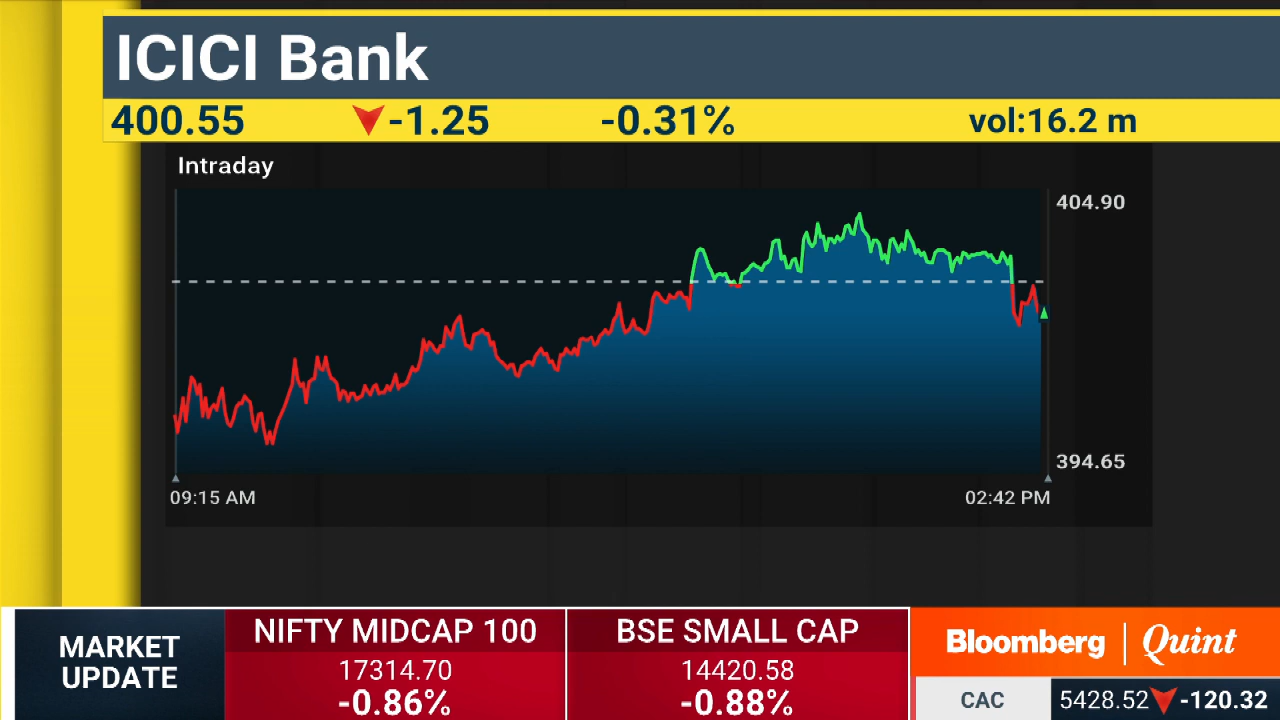 ICICI Bank
400.55 -1.25 -0.31% vol:16.2 m
Intraday
404.90
394.65
09:15 AM 02:42 PM
MARKET
UPDATE
NIFTY MIDCAP 100
17314.70
-0.86%
BSE SMALL CAP
14420.58
-0.88%
Bloomberg | Quint
CAC 5428.52 -120.32